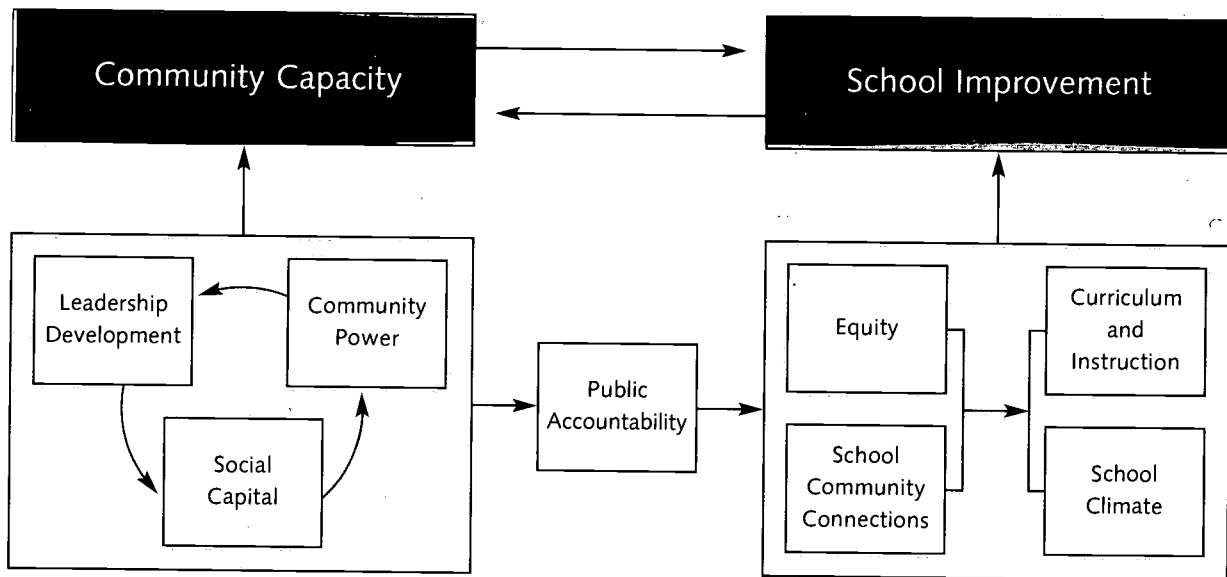 Community Capacity
School Improvement
Leadership
Development
Community
Power
Social
Capital
Public
Accountability
Equity
School
Community
Connections
Curriculum
and
Instruction
School
Climate